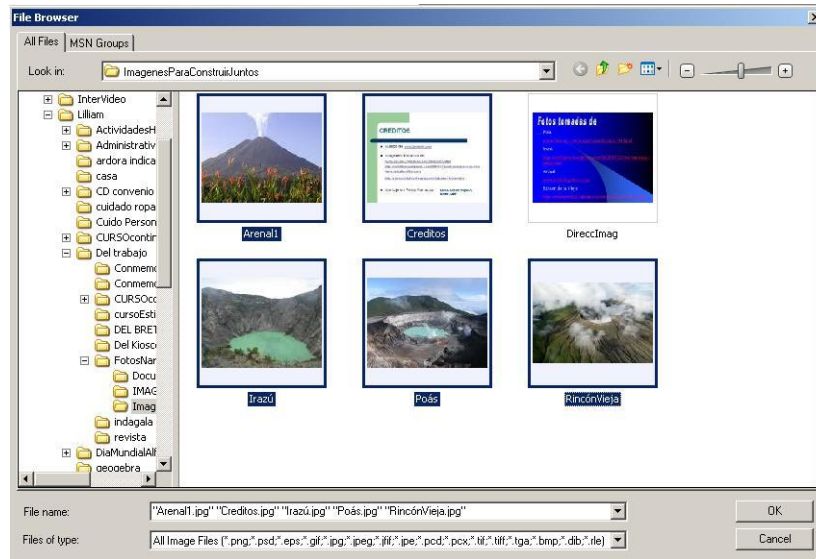 File Browser
All Files
MSN Groups
Look in:
ImagenesParaConstruirJuntos
InterVideo
Lilliam
ActividadesH
Administrativ
ardora indica
casa
CD convenio
cuidado ropa
Cuido Person
CURSOcontir
Del trabajo
Conmem
Conmem
CURSOcc
cursoEsti
DEL BRET
Del Kiosc
FotosNar
Docu
IMAG
Imag
indagala
revista
DiaMundialAlf
geogebra
CREDITOS
Fotos tomadas de
Arenal1
Creditos
DireccImag
Irazú
Poás
RincónVieja
File name:
"Arenal1.jpg" "Creditos.jpg" "Irazú.jpg" "Poás.jpg" "RincónVieja.jpg"
OK
Files of type:
All Image Files (*.png;*.psd;*.eps;*.gif;*.jpg;*.jpeg;*.jfif;*.jpe;*.pcd;*.pcx;*.tif;*.tiff;*.tga;*.bmp;*.dib;*.rle)
Cancel